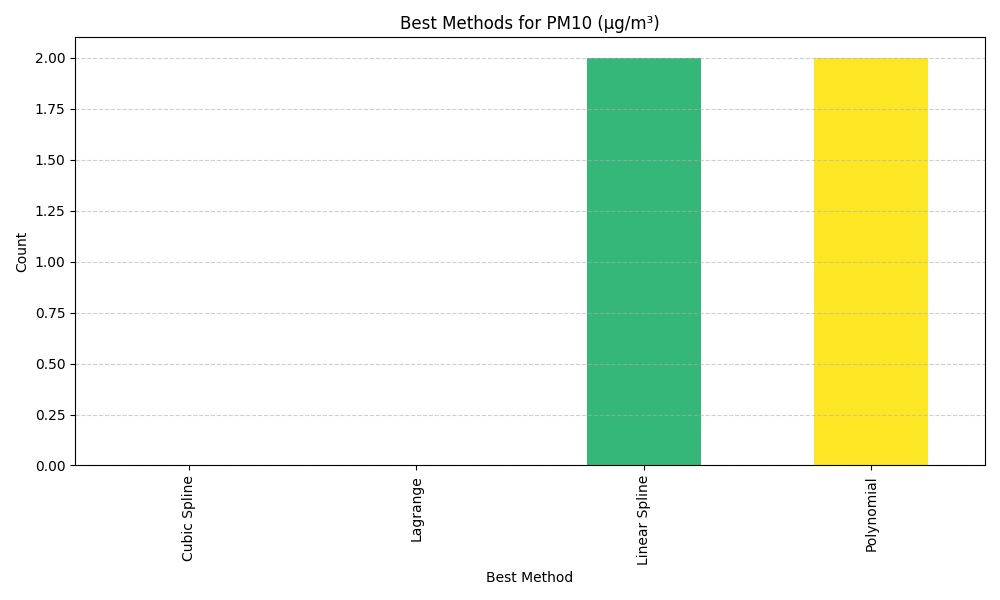 Best Methods for PM10 (µg/m³)
2.00
1.75
1.50
1.25
1.00
0.75
0.50
0.25
0.00
Count
Cubic Spline
Lagrange
Linear Spline
Polynomial
Best Method